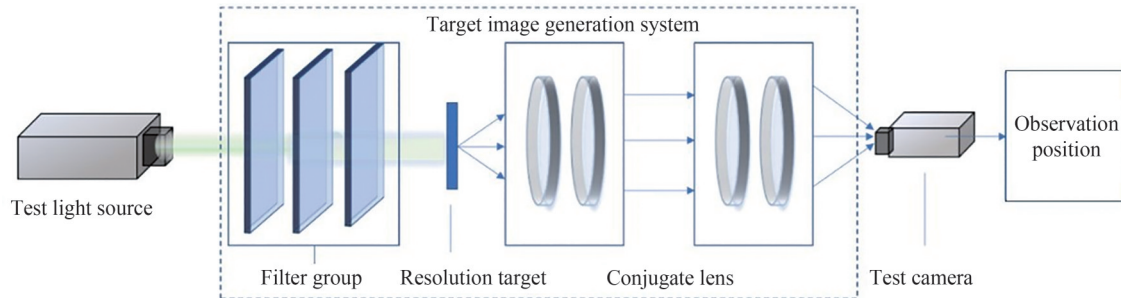 Target image generation system
Observation
position
Test light source
Filter group
Resolution target
Conjugate lens
Test camera